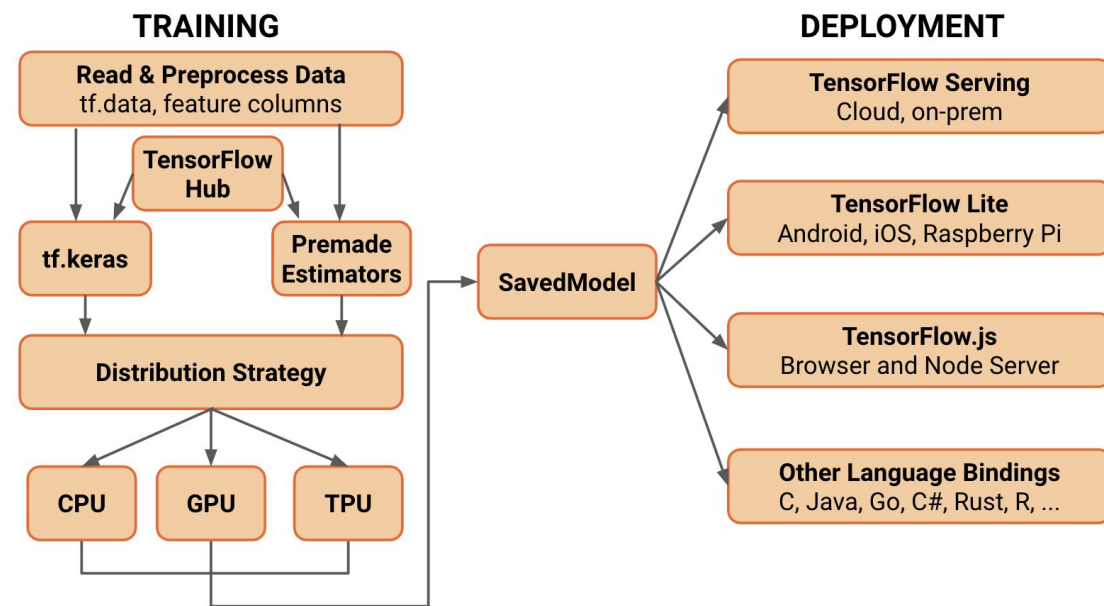 TRAINING
Read & Preprocess Data
tf.data, feature columns
TensorFlow
Hub
tf.keras
Premade
Estimators
Distribution Strategy
CPU
GPU
TPU
SavedModel
DEPLOYMENT
TensorFlow Serving
Cloud, on-prem
TensorFlow Lite
Android, iOS, Raspberry Pi
TensorFlow.js
Browser and Node Server
Other Language Bindings
C, Java, Go, C#, Rust, R, ...